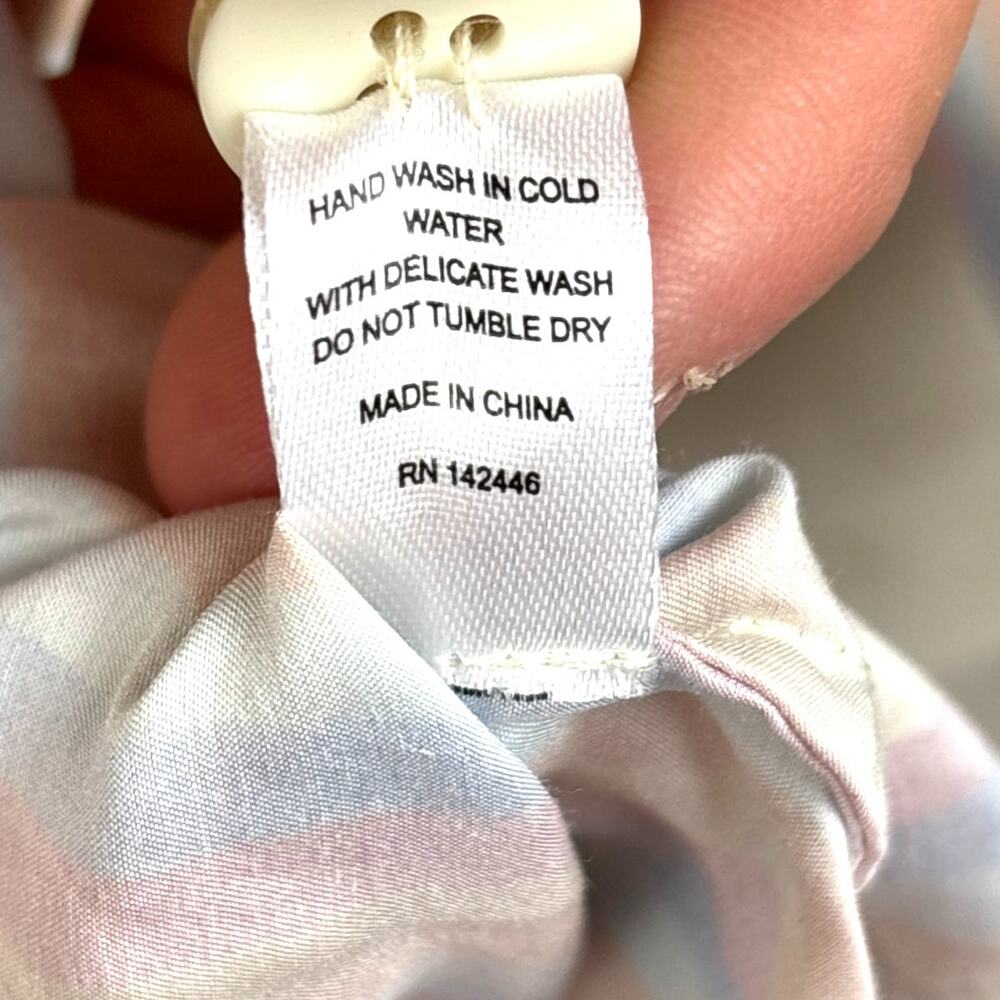 HAND WASH IN COLD
WATER
WITH DELICATE WASH
DO NOT TUMBLE DRY
MADE IN CHINA
RN 142446